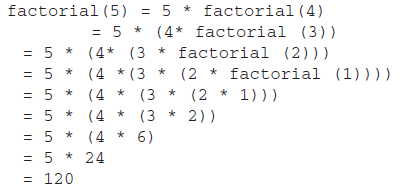 factorial(5) = 5 * factorial(4)
= 5 * (4* factorial (3))
= 5 * (4* (3 * factorial (2)))
= 5 * (4 *(3 * (2 * factorial (1))))
= 5 * (4 * (3 * (2 * 1)))
= 5 * (4 * (3 * 2))
= 5 * (4 * 6)
= 5 * 24
= 120